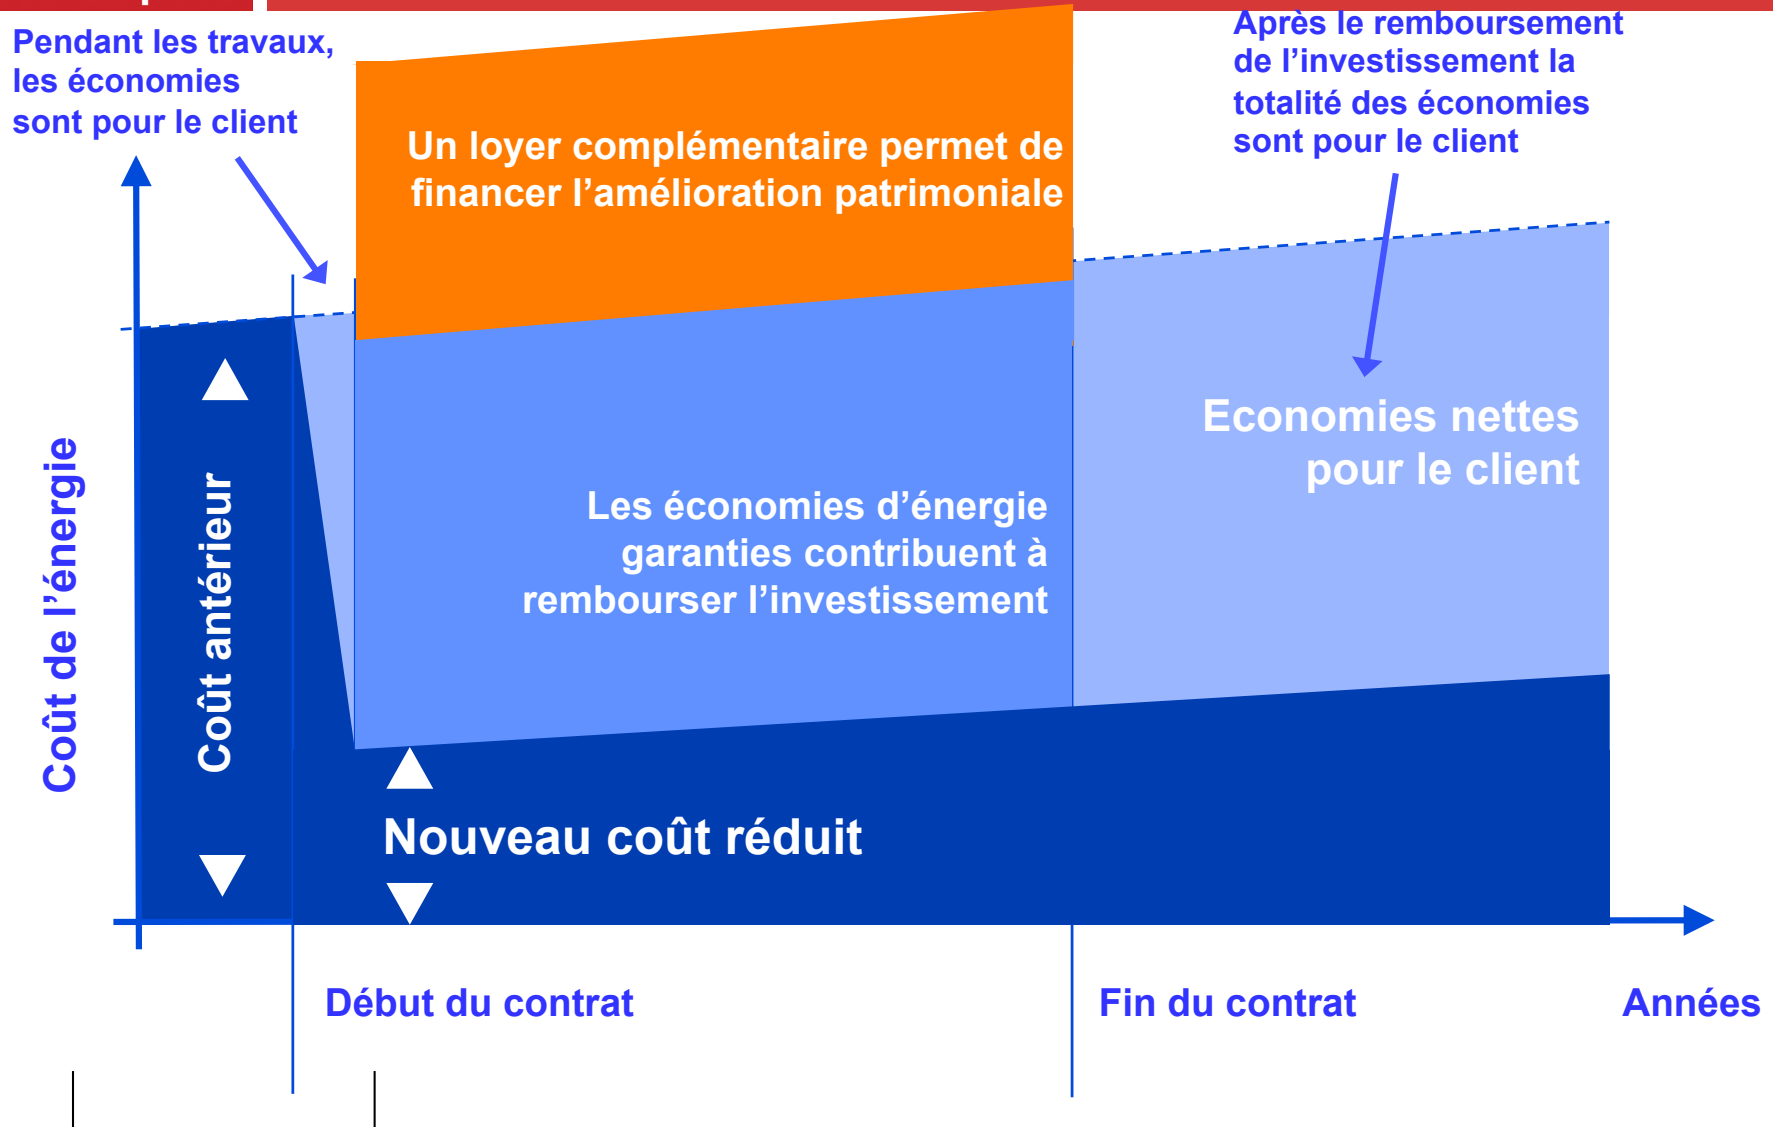 Pendant les travaux,
les économies
sont pour le client
Après le remboursement
de l’investissement la
totalité des économies
sont pour le client
Un loyer complémentaire permet de
financer l’amélioration patrimoniale
Economies nettes
pour le client
Les économies d’énergie
garanties contribuent à
rembourser l’investissement
Coût de l’énergie
Coût antérieur
Nouveau coût réduit
Début du contrat
Fin du contrat
Années